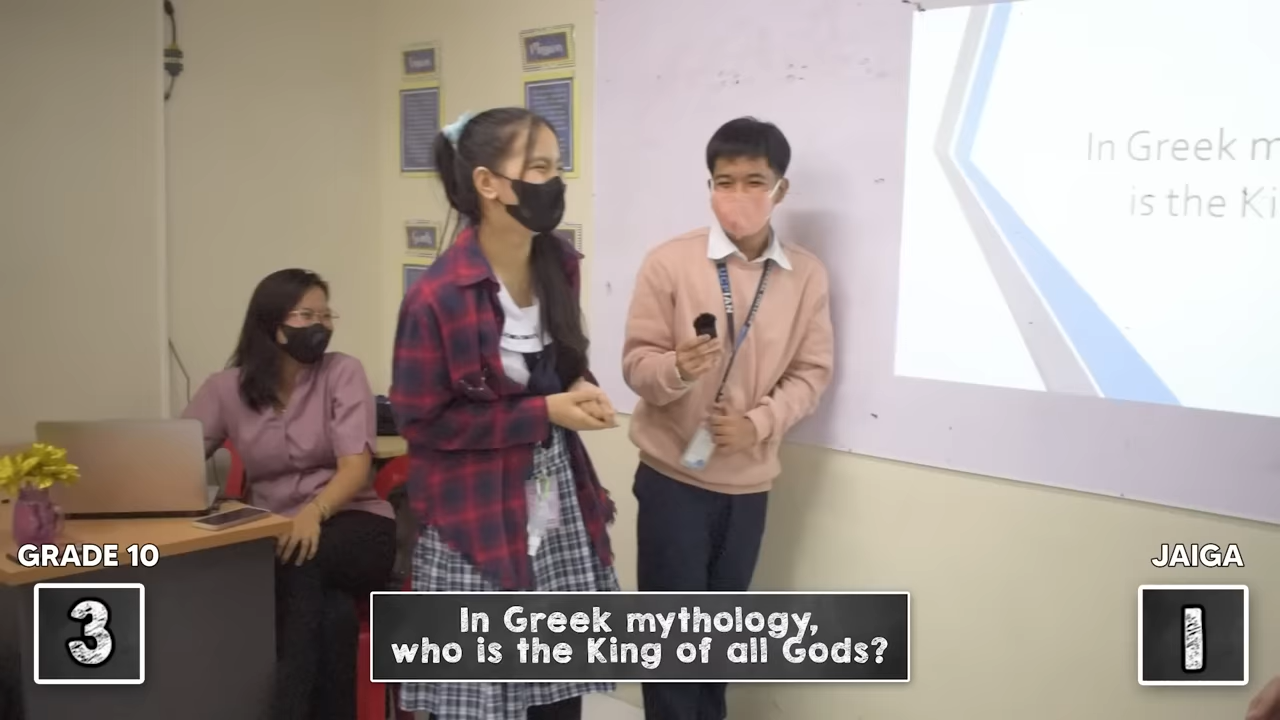 In Greek m
is the Ki
GRADE 10
3
In Greek mythology,
who is the King of all Gods?
JAIGA
1